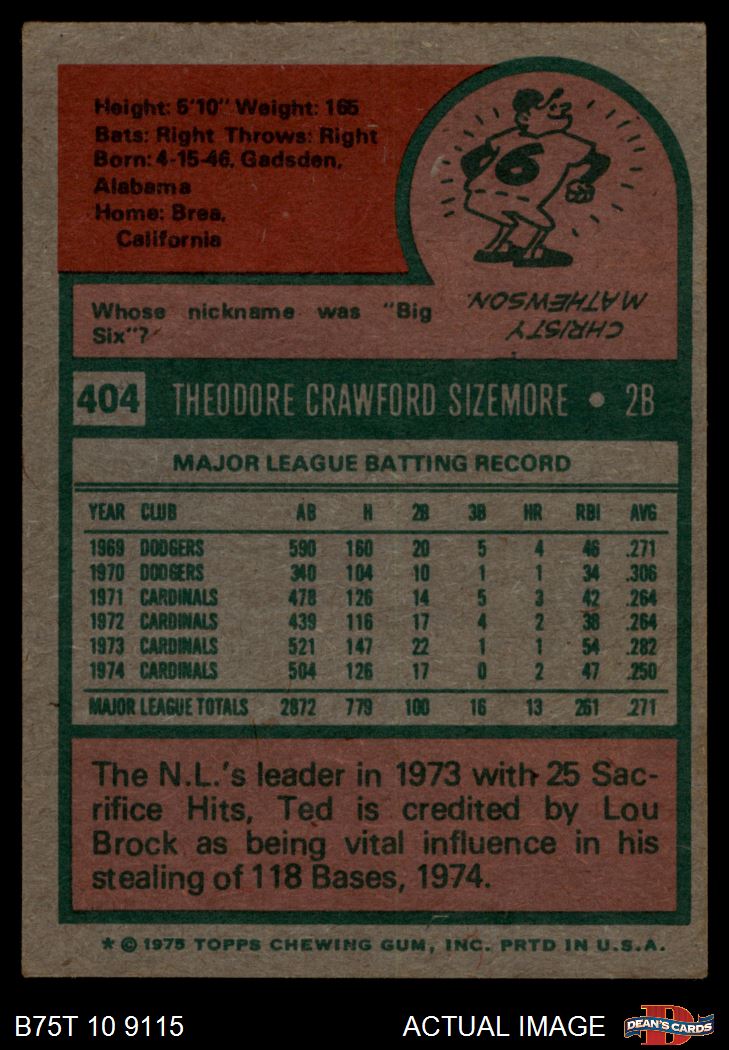 Height: 5'10" Weight: 165
Bats: Right Throws: Right
Born: 4-15-46, Gadsden,
Alabama
Home: Brea,
California
6
CHRISTY
MATHEWSON
Whose nickname was "Big
Six"?
404 THEODORE CRAWFORD SIZEMORE • 2B
MAJOR LEAGUE BATTING RECORD
YEAR CLUB AB H 2B 3B HR RBI AVG
1969 DODGERS 590 160 20 5 4 46 .271
1970 DODGERS 340 104 10 1 1 34 .306
1971 CARDINALS 478 126 14 5 3 42 .264
1972 CARDINALS 439 116 17 4 2 38 .264
1973 CARDINALS 521 147 22 1 1 54 .282
1974 CARDINALS 504 126 17 0 2 47 .250
MAJOR LEAGUE TOTALS 2872 779 100 16 13 261 .271
The N.L.'s leader in 1973 with 25 Sac-
rifice Hits, Ted is credited by Lou
Brock as being vital influence in his
stealing of 118 Bases, 1974.
* © 1975 TOPPS CHEWING GUM, INC. PRTD IN U.S.A.
B75T 10 9115 ACTUAL IMAGE D DEAN'S CARDS